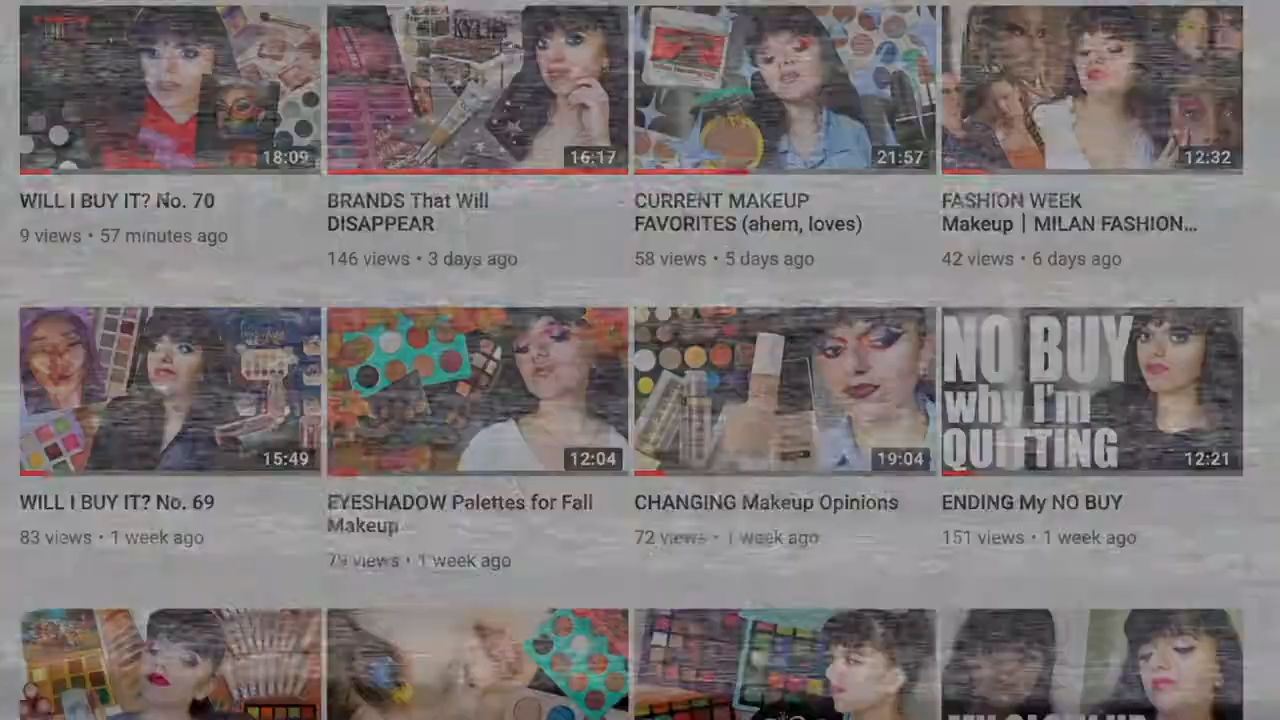 KYLIE
18:09
16:17
21:57
12:32
WILL I BUY IT? No. 70
9 views • 57 minutes ago
BRANDS That Will
DISAPPEAR
146 views • 3 days ago
CURRENT MAKEUP
FAVORITES (ahem, loves)
58 views • 5 days ago
FASHION WEEK
Makeup | MILAN FASHION...
42 views • 6 days ago
NO BUY
why I'm
QUITTING
15:49
12:04
19:04
12:21
WILL I BUY IT? No. 69
83 views • 1 week ago
EYESHADOW Palettes for Fall
Makeup
79 views • 1 week ago
CHANGING Makeup Opinions
72 views • 1 week ago
ENDING My NO BUY
151 views • 1 week ago